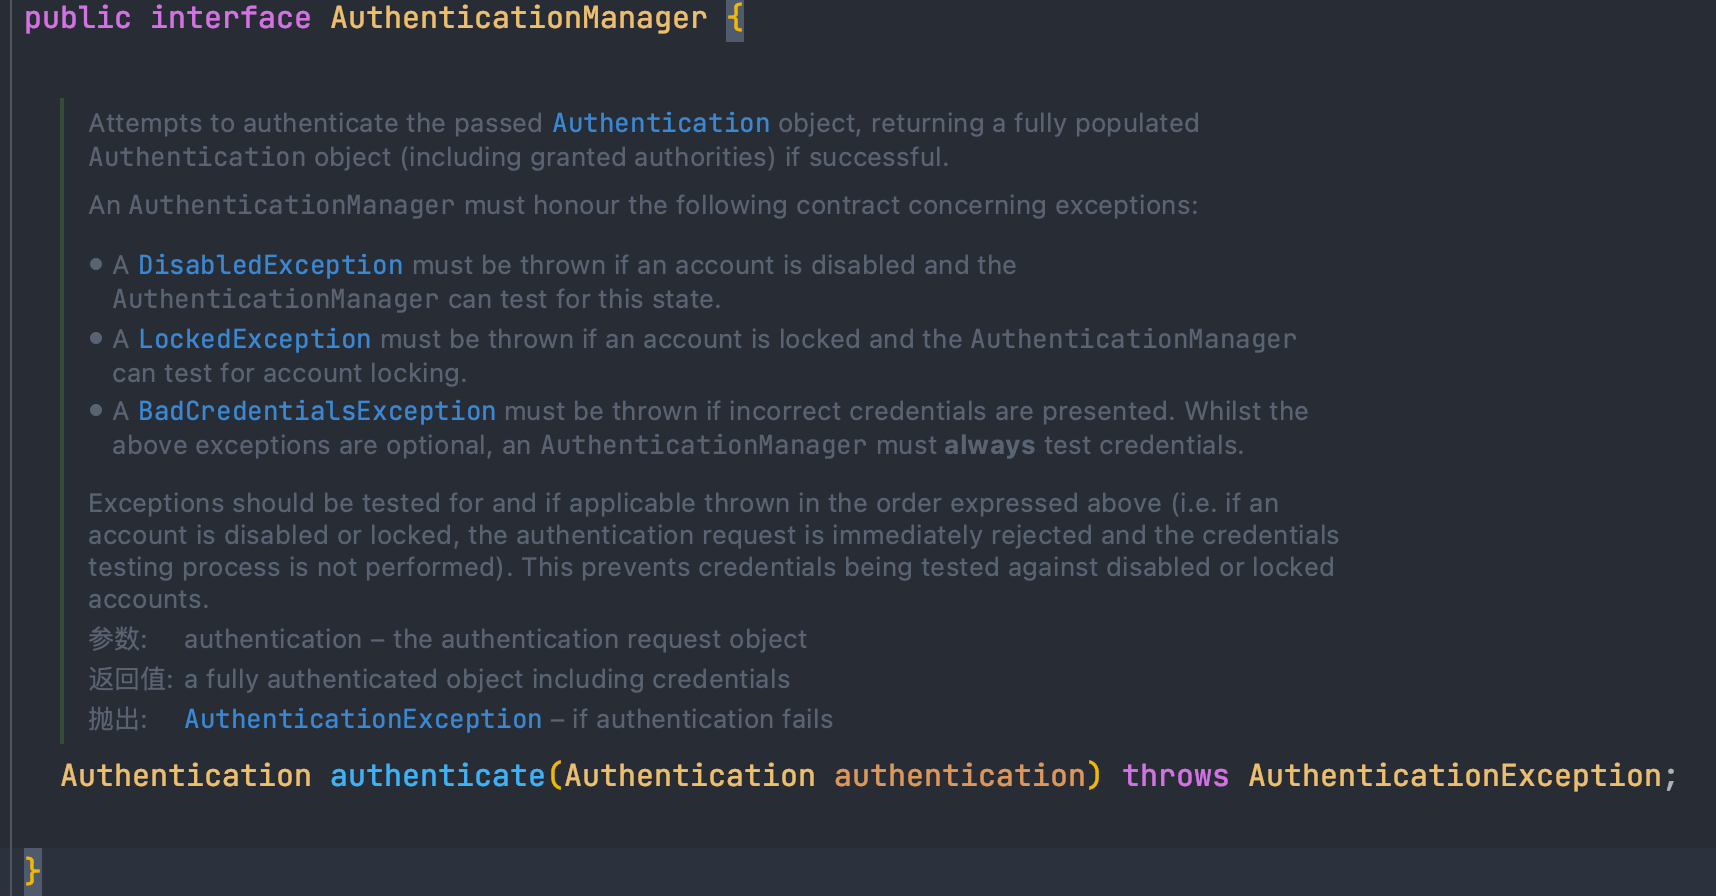 public interface AuthenticationManager {
Attempts to authenticate the passed Authentication object, returning a fully populated
Authentication object (including granted authorities) if successful.
An AuthenticationManager must honour the following contract concerning exceptions:
• A DisabledException must be thrown if an account is disabled and the
AuthenticationManager can test for this state.
• A LockedException must be thrown if an account is locked and the AuthenticationManager
can test for account locking.
• A BadCredentialsException must be thrown if incorrect credentials are presented. Whilst the
above exceptions are optional, an AuthenticationManager must always test credentials.
Exceptions should be tested for and if applicable thrown in the order expressed above (i.e. if an
account is disabled or locked, the authentication request is immediately rejected and the credentials
testing process is not performed). This prevents credentials being tested against disabled or locked
accounts.
参数: authentication – the authentication request object
返回值: a fully authenticated object including credentials
抛出: AuthenticationException – if authentication fails
Authentication authenticate(Authentication authentication) throws AuthenticationException;
}